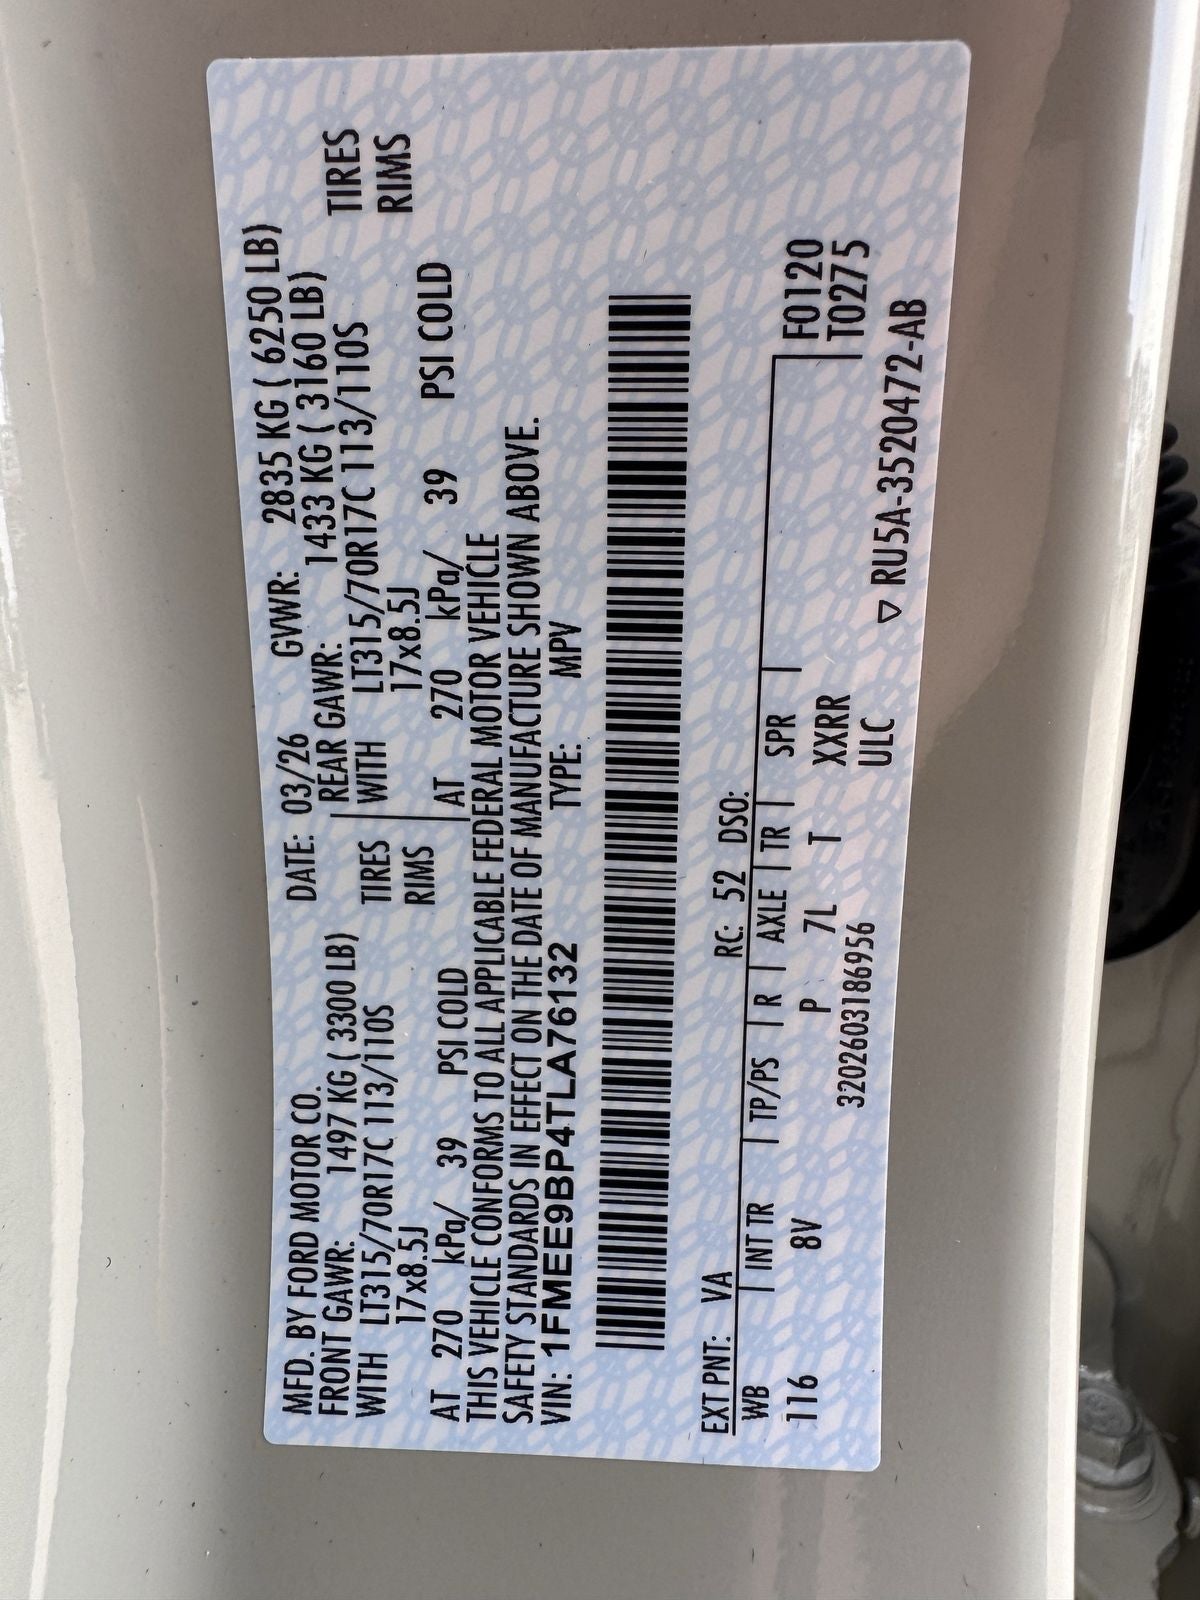 MFD. BY FORD MOTOR CO. DATE: 03/26 GVWR: 2835 KG ( 6250 LB)
FRONT GAWR: 1497 KG ( 3300 LB) REAR GAWR: 1433 KG ( 3160 LB)
WITH LT315/70R17C 113/110S TIRES WITH LT315/70R17C 113/110S TIRES
17x8.5J RIMS 17x8.5J RIMS
AT 270 kPa/ 39 PSI COLD AT 270 kPa/ 39 PSI COLD
THIS VEHICLE CONFORMS TO ALL APPLICABLE FEDERAL MOTOR VEHICLE
SAFETY STANDARDS IN EFFECT ON THE DATE OF MANUFACTURE SHOWN ABOVE.
VIN: 1FMEE9BP4TLA76132 TYPE: MPV
EXT PNT: VA RC: 52 DSO:
WB INT TR TP/PS R AXLE TR SPR F0120
116 8V P 7L T XXRR T0275
3202603186956 ULC
▽ RU5A-3520472-AB